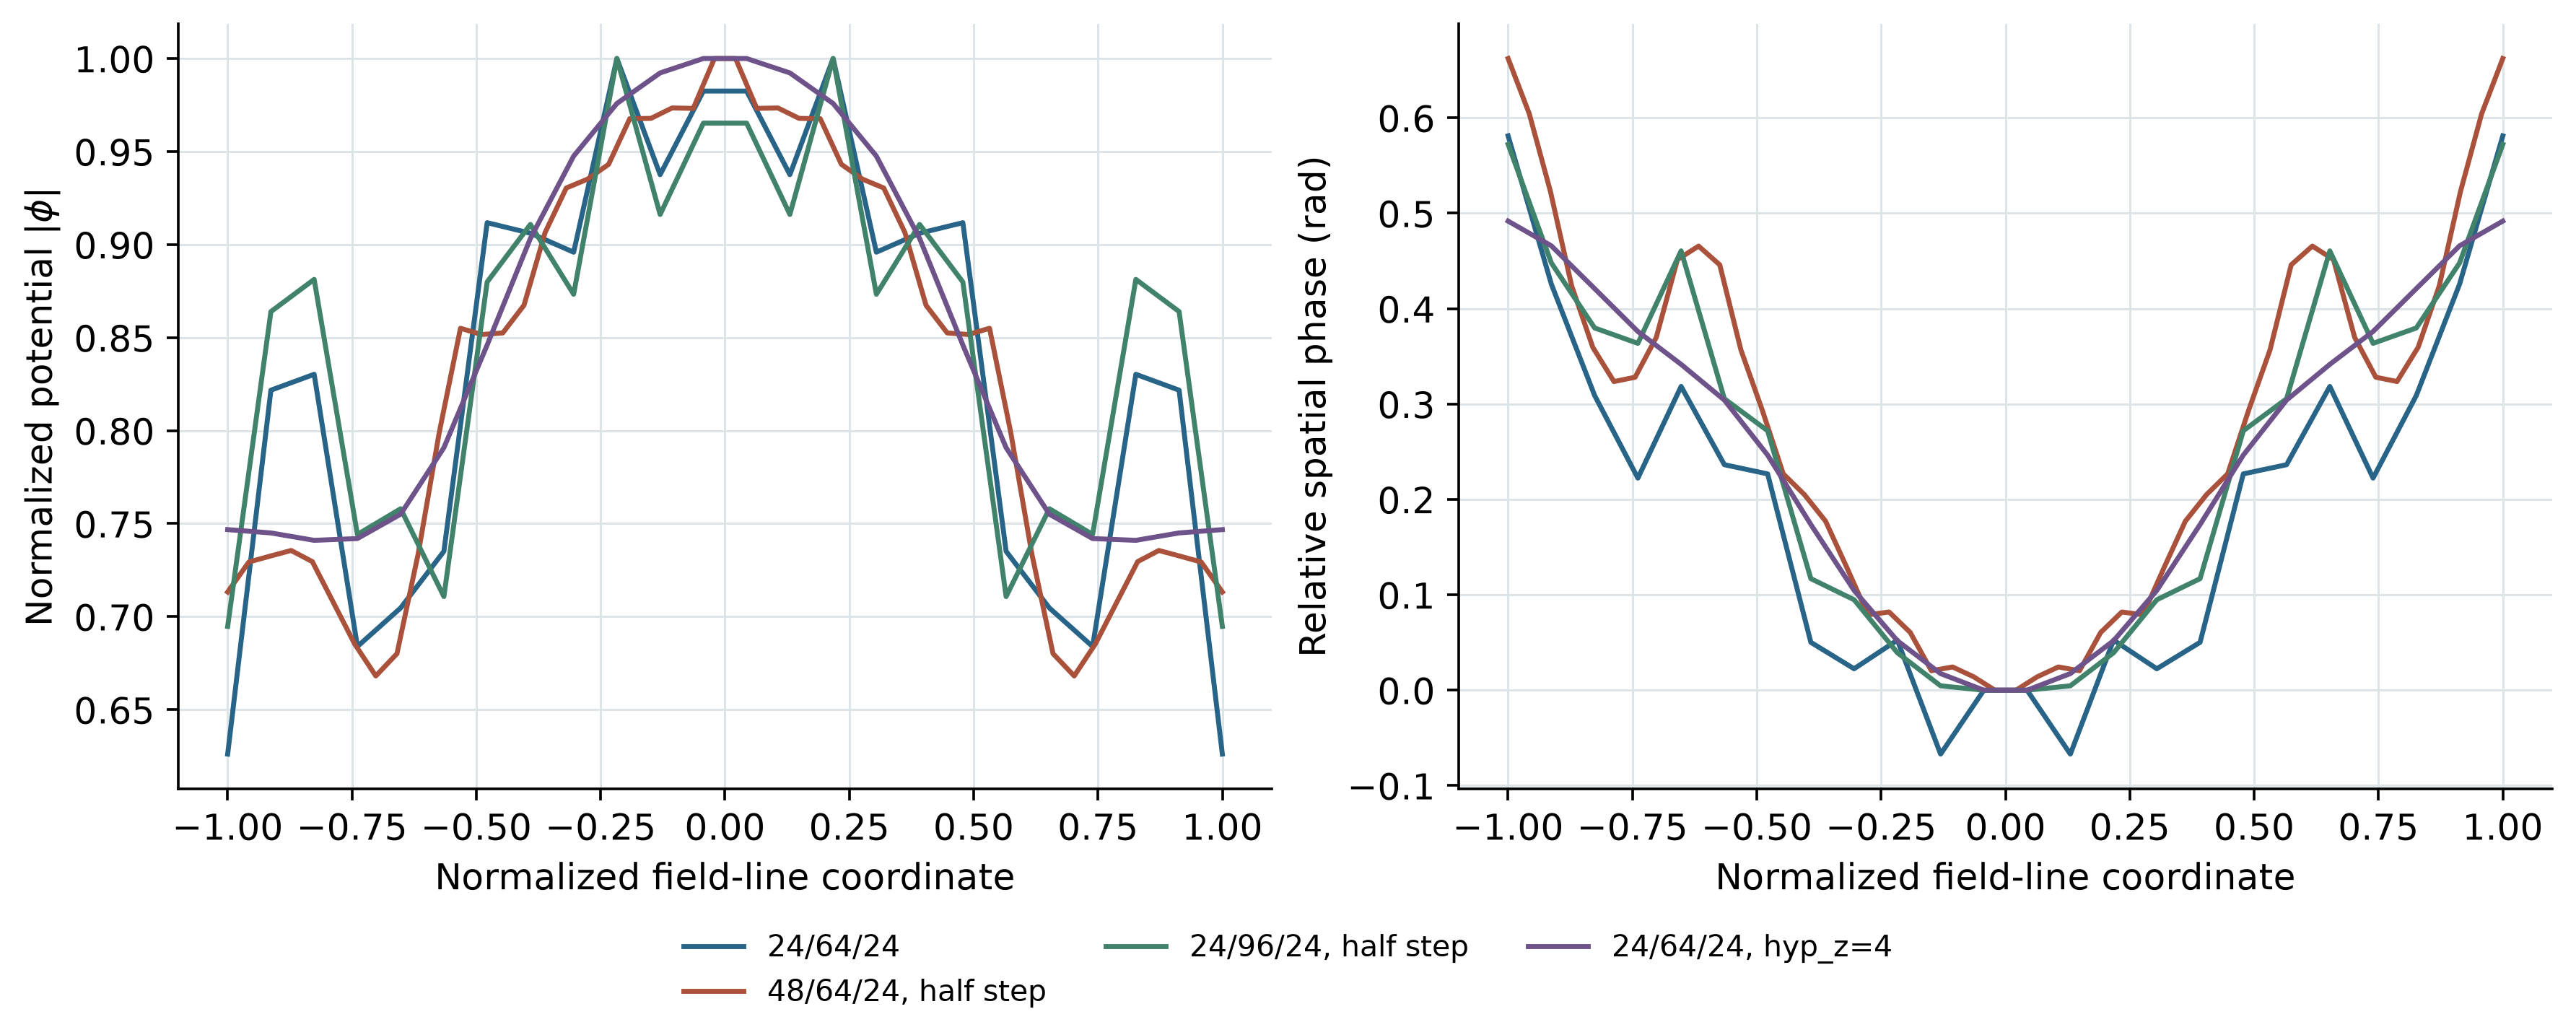 Normalized potential |ϕ|
1.00
0.95
0.90
0.85
0.80
0.75
0.70
0.65
−1.00 −0.75 −0.50 −0.25 0.00 0.25 0.50 0.75 1.00
Normalized field-line coordinate
Relative spatial phase (rad)
0.6
0.5
0.4
0.3
0.2
0.1
0.0
−0.1
−1.00 −0.75 −0.50 −0.25 0.00 0.25 0.50 0.75 1.00
Normalized field-line coordinate
24/64/24
48/64/24, half step
24/96/24, half step
24/64/24, hyp_z=4